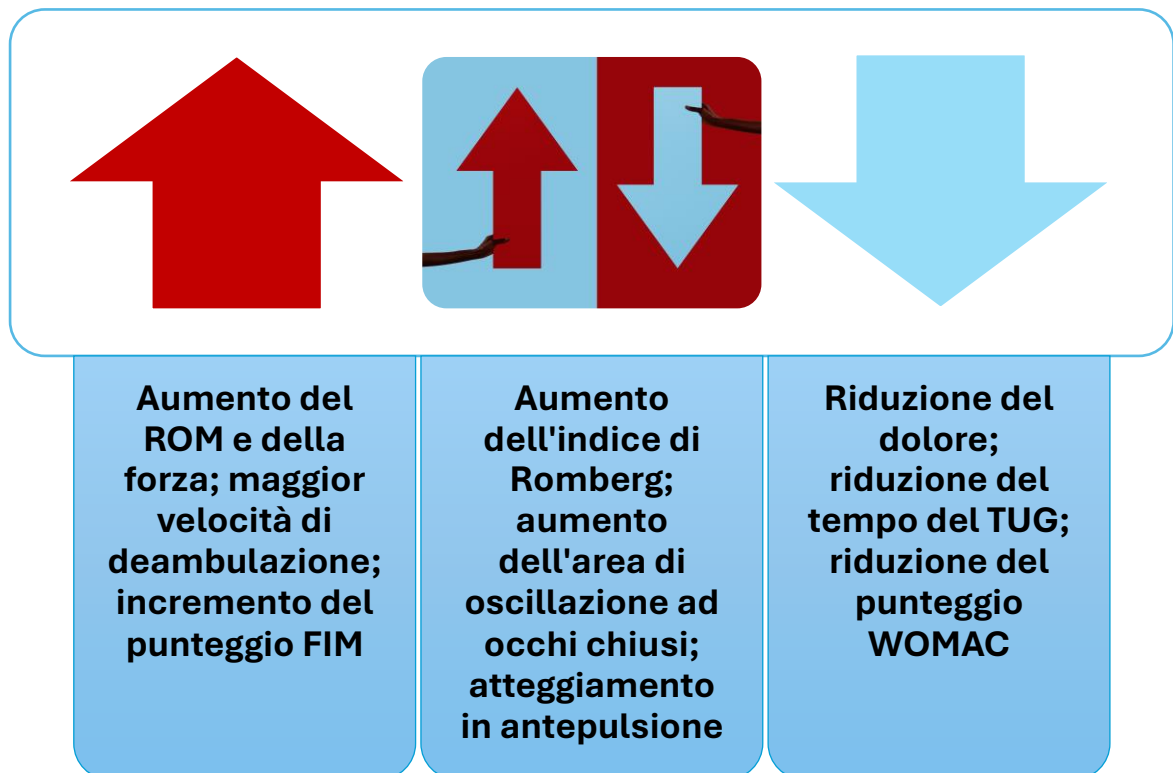 Aumento del
ROM e della
forza; maggior
velocità di
deambulazione;
incremento del
punteggio FIM
Aumento
dell'indice di
Romberg;
aumento
dell'area di
oscillazione ad
occhi chiusi;
atteggiamento
in antepulsione
Riduzione del
dolore;
riduzione del
tempo del TUG;
riduzione del
punteggio
WOMAC